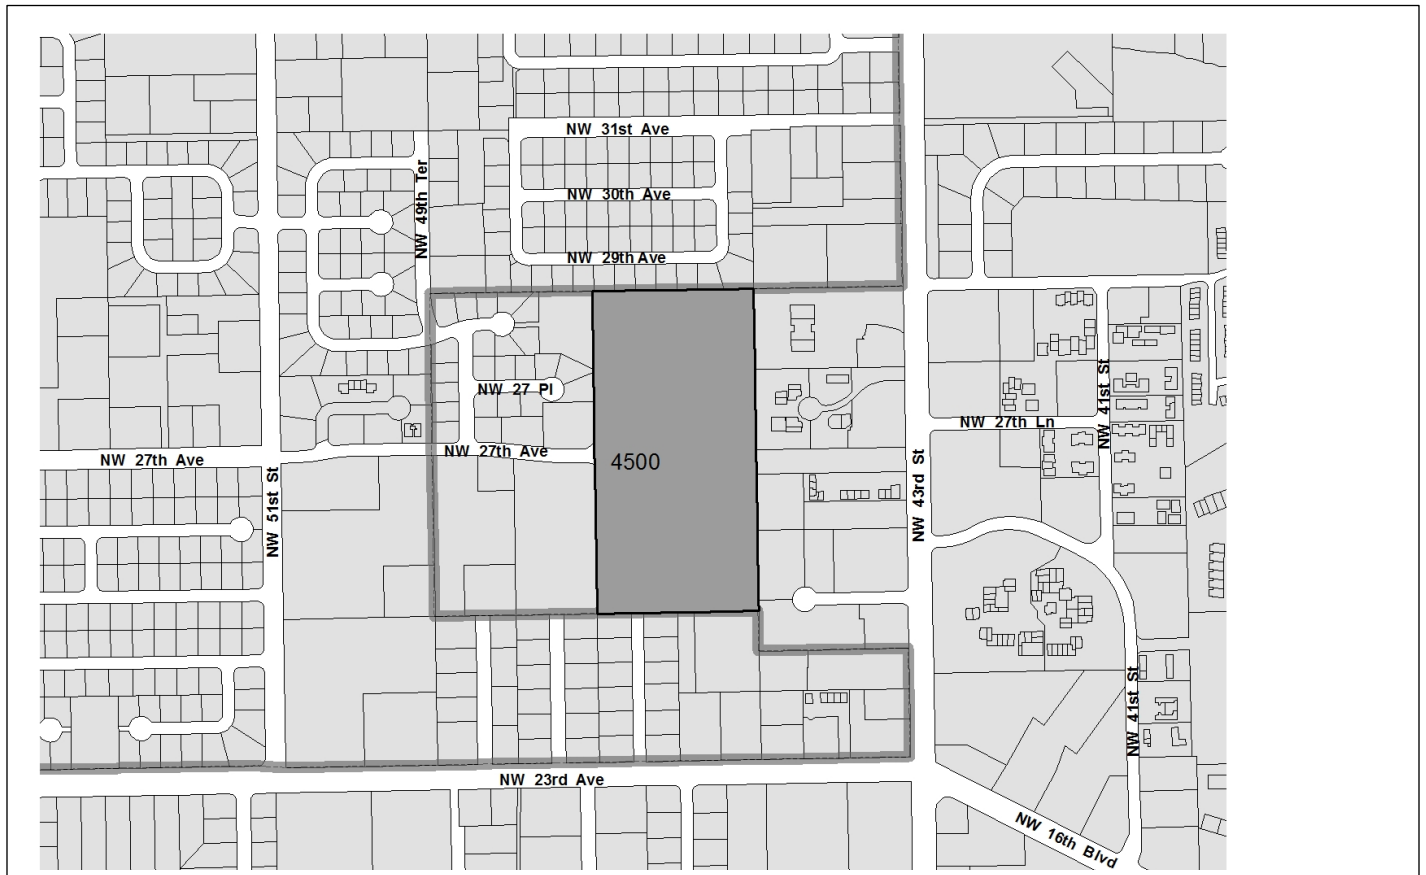 NW 31st Ave
NW 49th Ter
NW 30th Ave
NW 29th Ave
NW 27 Pl
NW 41st St
NW 27th Ln
NW 27th Ave
NW 27th Ave
4500
NW 51st St
NW 43rd St
NW 41st St
NW 23rd Ave
NW 16th Blvd